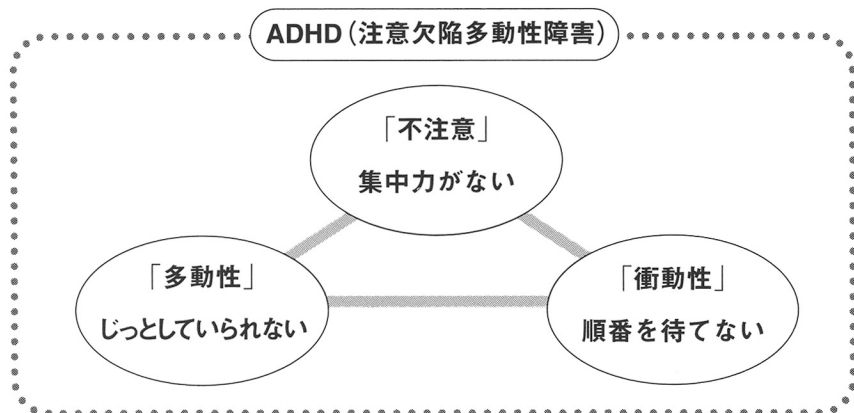 ADHD(注意欠陥多動性障害)
「不注意」
集中力がない
「多動性」
じっとしていられない
「衝動性」
順番を待てない